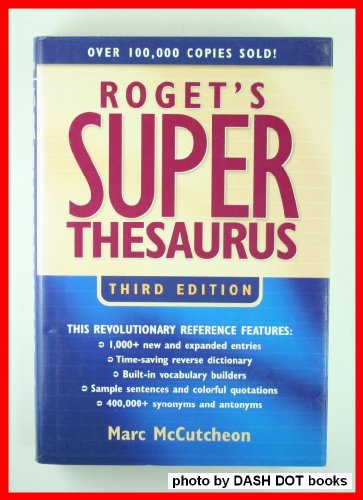 OVER 100,000 COPIES SOLD!
ROGET'S
SUPER
THESAURUS
THIRD EDITION
THIS REVOLUTIONARY REFERENCE FEATURES:
➲ 1,000+ new and expanded entries
➲ Time-saving reverse dictionary
➲ Built-in vocabulary builders
➲ Sample sentences and colorful quotations
➲ 400,000+ synonyms and antonyms
Marc McCutcheon
photo by DASH DOT books